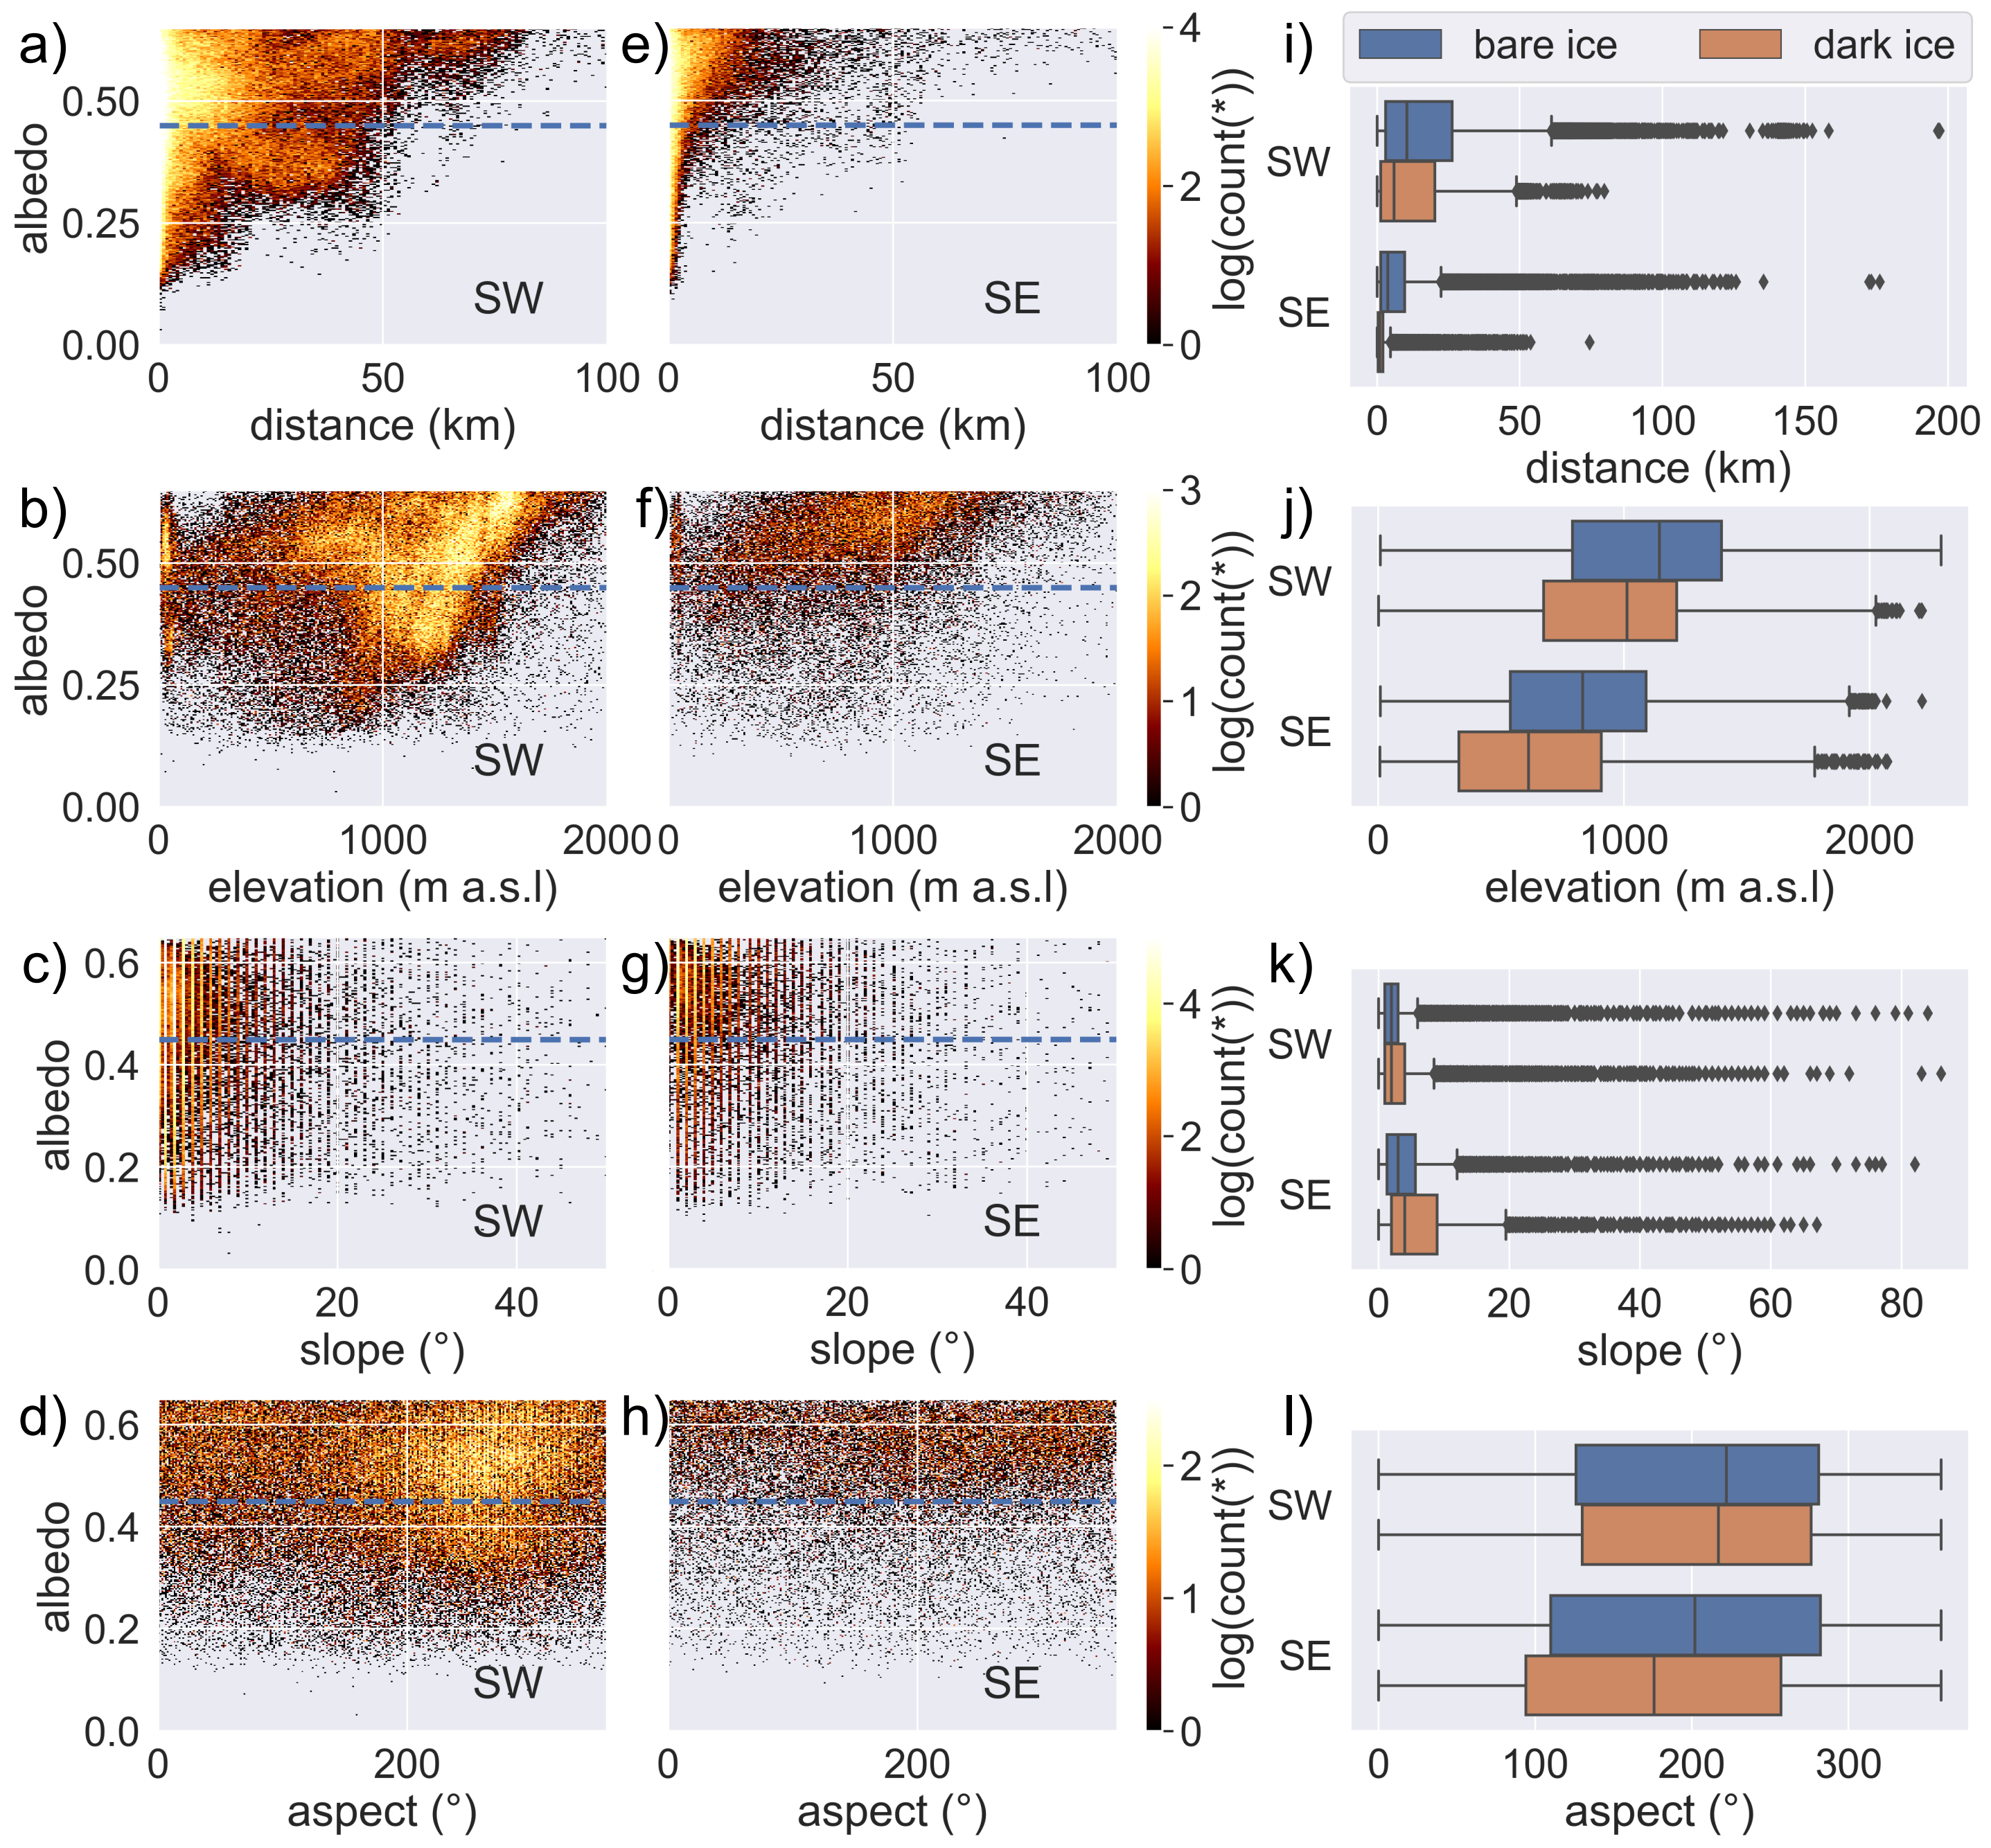 a)
albedo
0.50
0.25
0.00
SW
0 50 100
distance (km)
e)
SE
0 50 100
distance (km)
4
2
0
log(count(*))
i)
bare ice dark ice
SW
SE
0 50 100 150 200
distance (km)
b)
albedo
0.50
0.25
0.00
SW
0 1000 2000
elevation (m a.s.l)
f)
SE
0 1000 2000
elevation (m a.s.l)
3
2
1
0
log(count(*))
j)
SW
SE
0 1000 2000
elevation (m a.s.l)
c)
albedo
0.6
0.4
0.2
0.0
SW
0 20 40
slope (°)
g)
SE
0 20 40
slope (°)
4
2
0
log(count(*))
k)
SW
SE
0 20 40 60 80
slope (°)
d)
albedo
0.6
0.4
0.2
0.0
SW
0 200
aspect (°)
h)
SE
0 200
aspect (°)
2
1
0
log(count(*))
l)
SW
SE
0 100 200 300
aspect (°)